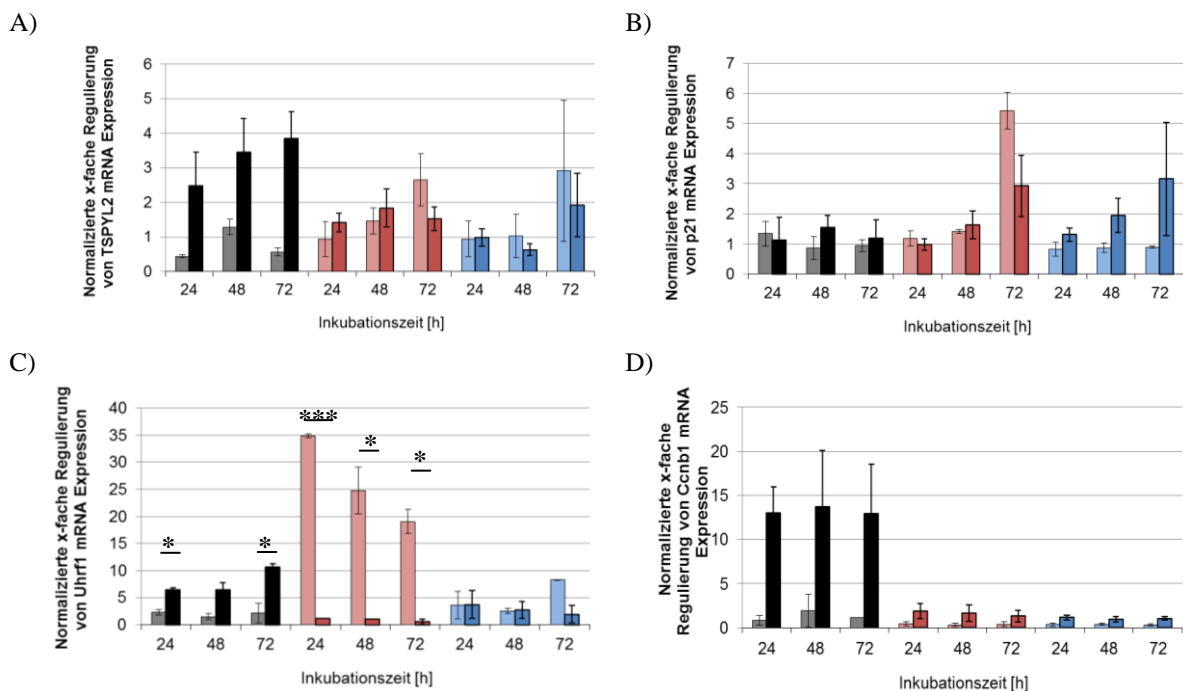 A)
Normalizierte x-fache Regulierung
von TSPYL2 mRNA Expression
6
5
4
3
2
1
0
24 48 72 24 48 72 24 48 72
Inkubationszeit [h]
B)
Normalizierte x-fache Regulierung
von p21 mRNA Expression
7
6
5
4
3
2
1
0
24 48 72 24 48 72 24 48 72
Inkubationszeit [h]
C)
Normalizierte x-fache Regulierung
von Uhrf1 mRNA Expression
40
35
30
25
20
15
10
5
0
* * *** * *
24 48 72 24 48 72 24 48 72
Inkubationszeit [h]
D)
Normalizierte x-fache
Regulierung von Ccnb1 mRNA
Expression
25
20
15
10
5
0
24 48 72 24 48 72 24 48 72
Inkubationszeit [h]